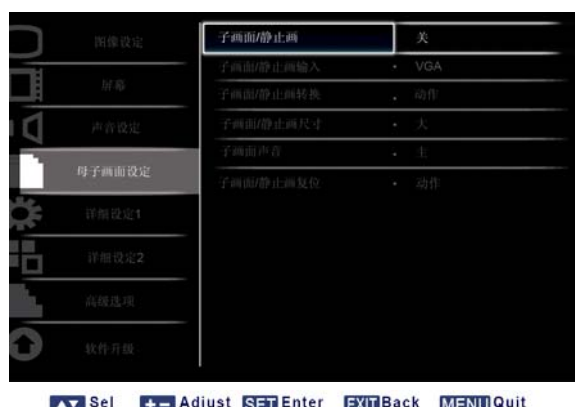 图像设定
屏幕
声音设定
母子画面设定
详细设定1
详细设定2
高级选项
软件升级
子画面/静止画 关
子画面/静止画输入 • VGA
子画面/静止画转换 • 动作
子画面/静止画尺寸 • 大
子画面声音 • 主
子画面/静止画复位 • 动作
▲▼ Sel + − Adjust SET Enter EXIT Back MENU Quit